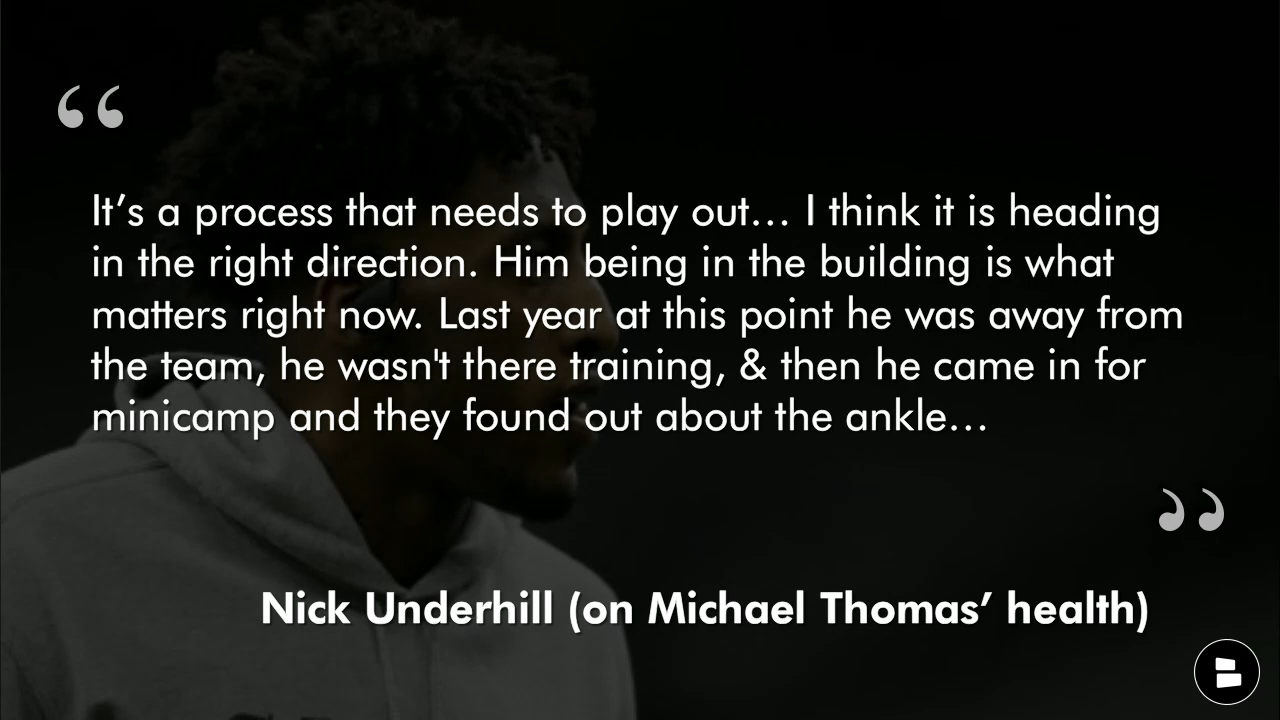 “
It’s a process that needs to play out… I think it is heading
in the right direction. Him being in the building is what
matters right now. Last year at this point he was away from
the team, he wasn't there training, & then he came in for
minicamp and they found out about the ankle…
”
Nick Underhill (on Michael Thomas’ health)